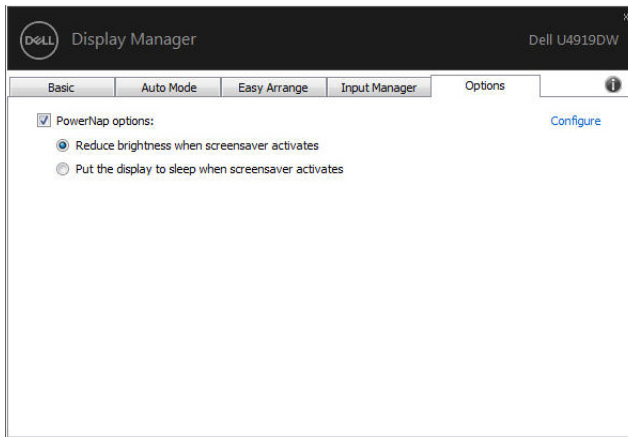 DELL Display Manager Dell U4919DW
Basic Auto Mode Easy Arrange Input Manager Options
PowerNap options: Configure
Reduce brightness when screensaver activates
Put the display to sleep when screensaver activates